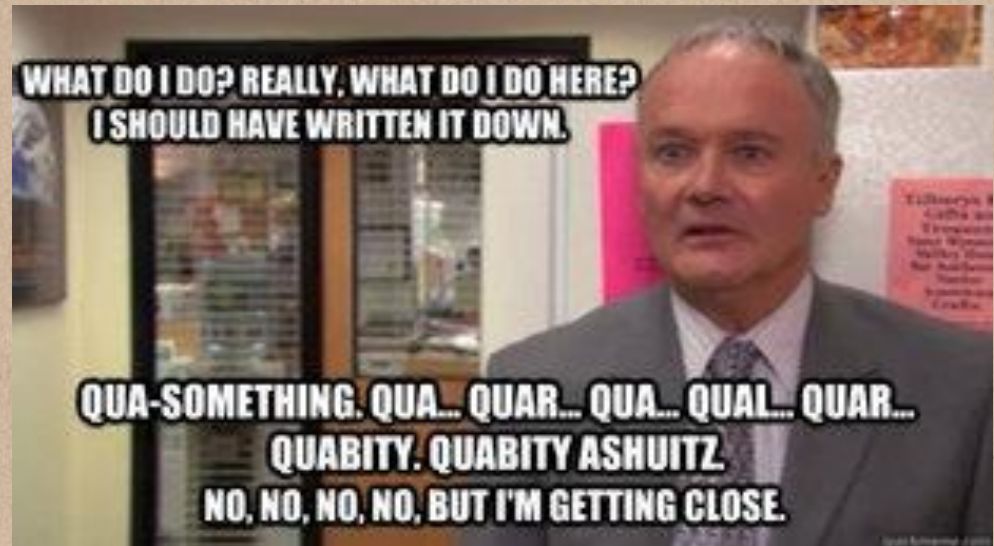 WHAT DO I DO? REALLY, WHAT DO I DO HERE?
I SHOULD HAVE WRITTEN IT DOWN.
QUA-SOMETHING. QUA... QUAR... QUA... QUAL... QUAR...
QUABITY. QUABITY ASHUITZ.
NO, NO, NO, NO, BUT I'M GETTING CLOSE.